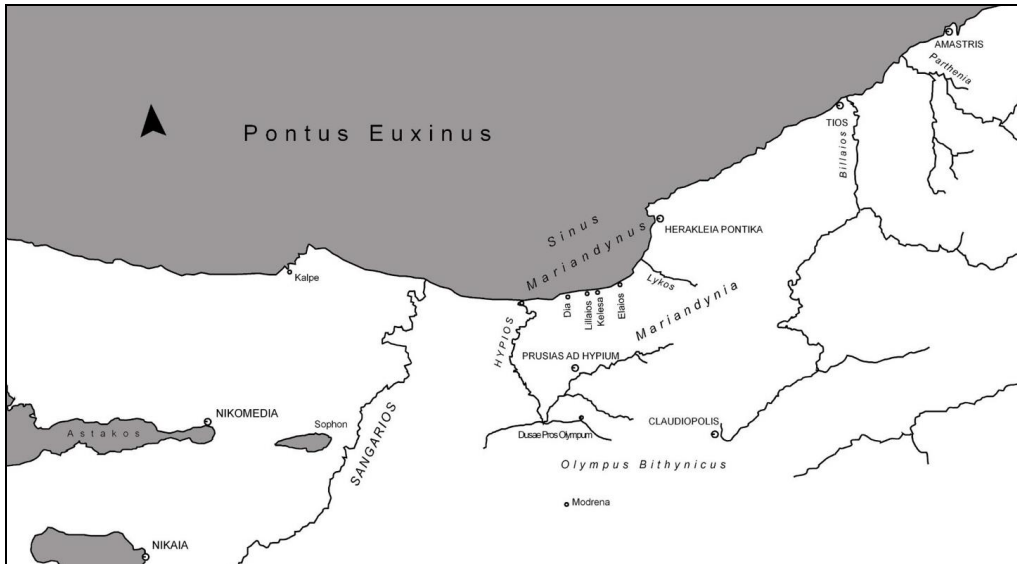 AMASTRIS
Parthenia
Pontus Euxinus
TIOS
Billaios
Sinus
Mariandynus
HERAKLEIA PONTIKA
Kalpe
Lykos
Dia
Lillaios
Kelesa
Elaios
Mariandynia
HYPIOS
PRUSIAS AD HYPIUM
NIKOMEDIA
Astakos
Sophon
SANGARIOS
CLAUDIOPOLIS
Dusae Pros Olympum
Olympus Bithynicus
Modrena
NIKAIA